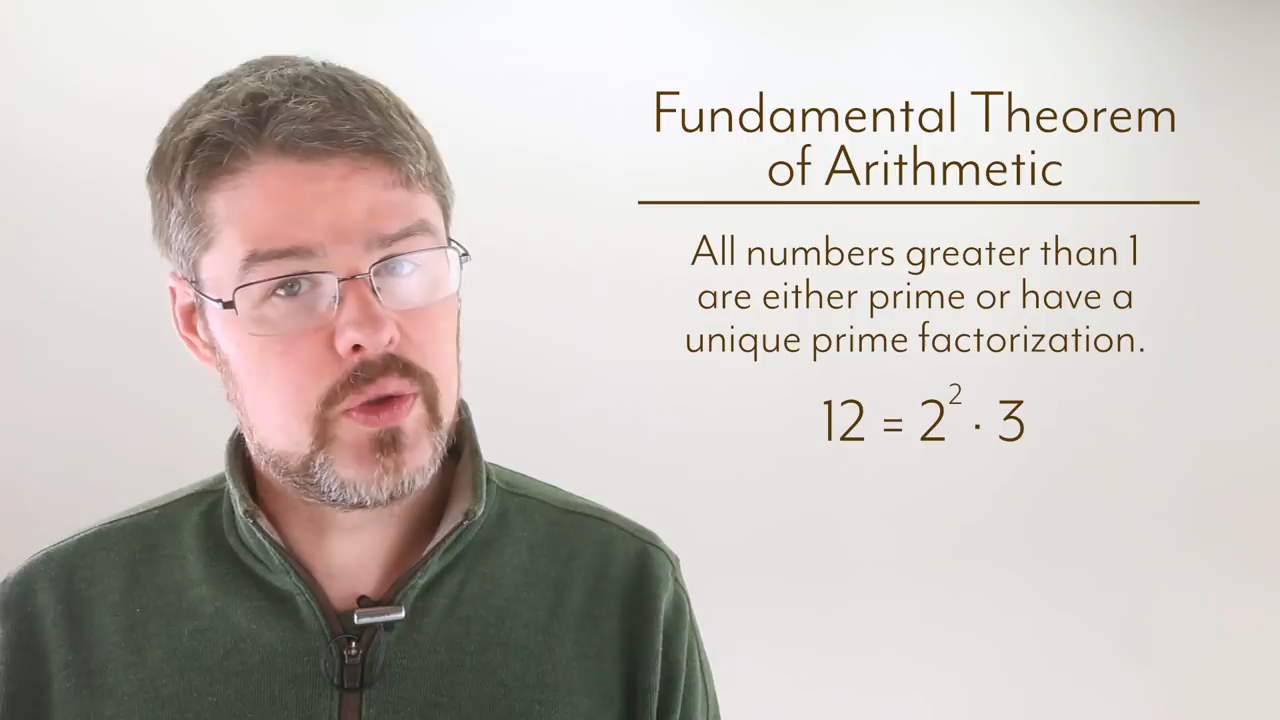 Fundamental Theorem
of Arithmetic
All numbers greater than 1
are either prime or have a
unique prime factorization.
12 = 2² · 3